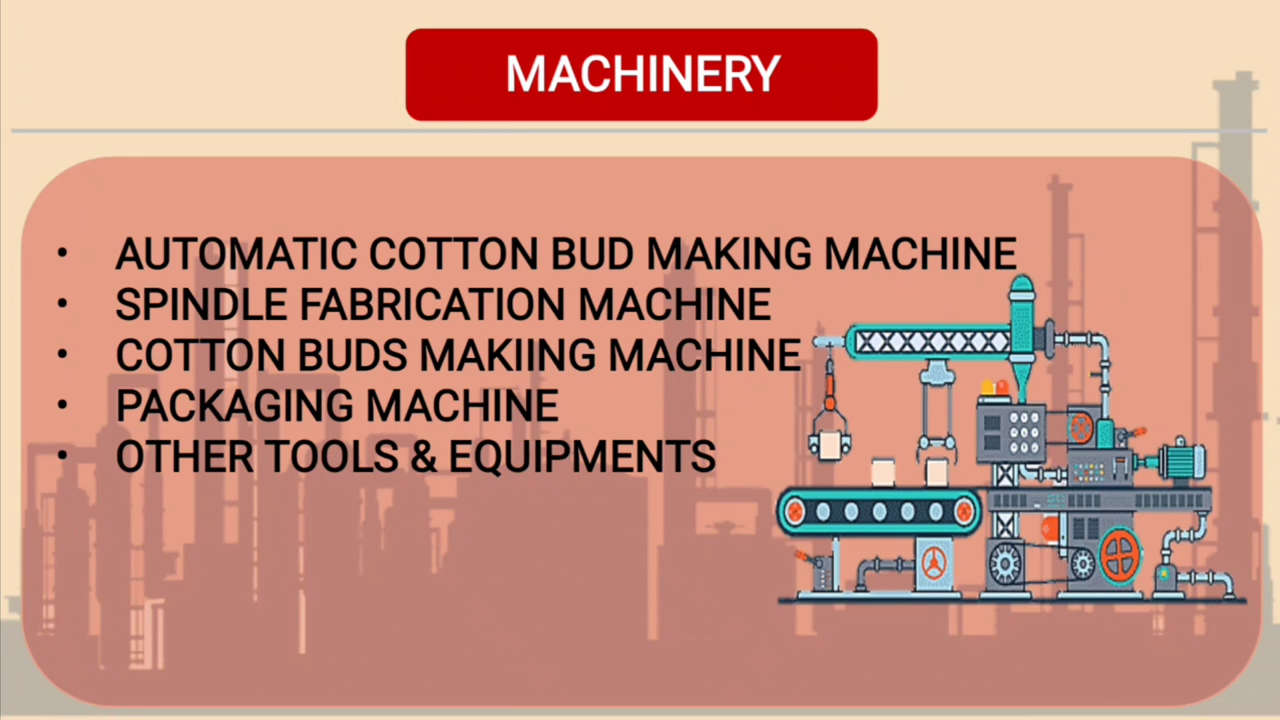 MACHINERY
• AUTOMATIC COTTON BUD MAKING MACHINE
• SPINDLE FABRICATION MACHINE
• COTTON BUDS MAKIING MACHINE
• PACKAGING MACHINE
• OTHER TOOLS & EQUIPMENTS